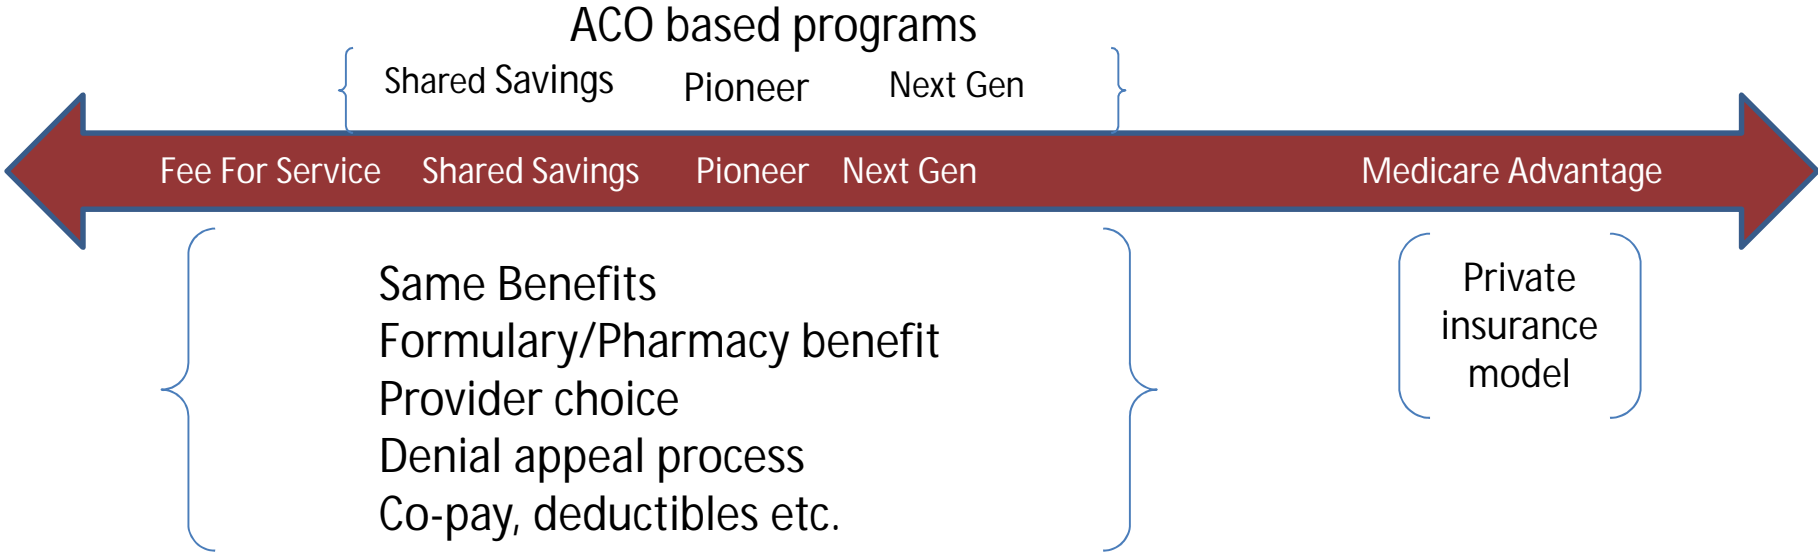 ACO based programs
Shared Savings Pioneer Next Gen
Fee For Service Shared Savings Pioneer Next Gen Medicare Advantage
Same Benefits
Formulary/Pharmacy benefit
Provider choice
Denial appeal process
Co-pay, deductibles etc.
Private
insurance
model